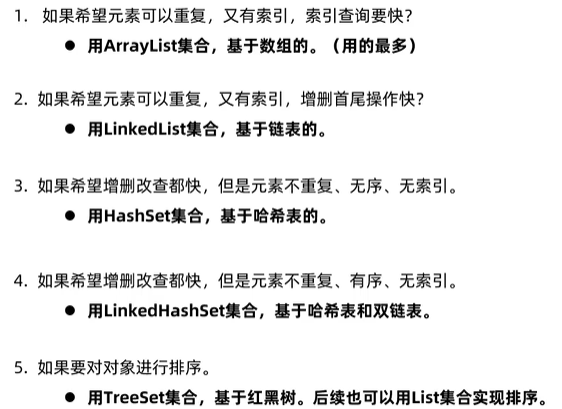 1. 如果希望元素可以重复，又有索引，索引查询要快？
● 用ArrayList集合，基于数组的。（用的最多）
2. 如果希望元素可以重复，又有索引，增删首尾操作快？
● 用LinkedList集合，基于链表的。
3. 如果希望增删改查都快，但是元素不重复、无序、无索引。
● 用HashSet集合，基于哈希表的。
4. 如果希望增删改查都快，但是元素不重复、有序、无索引。
● 用LinkedHashSet集合，基于哈希表和双链表。
5. 如果要对对象进行排序。
● 用TreeSet集合，基于红黑树。后续也可以用List集合实现排序。